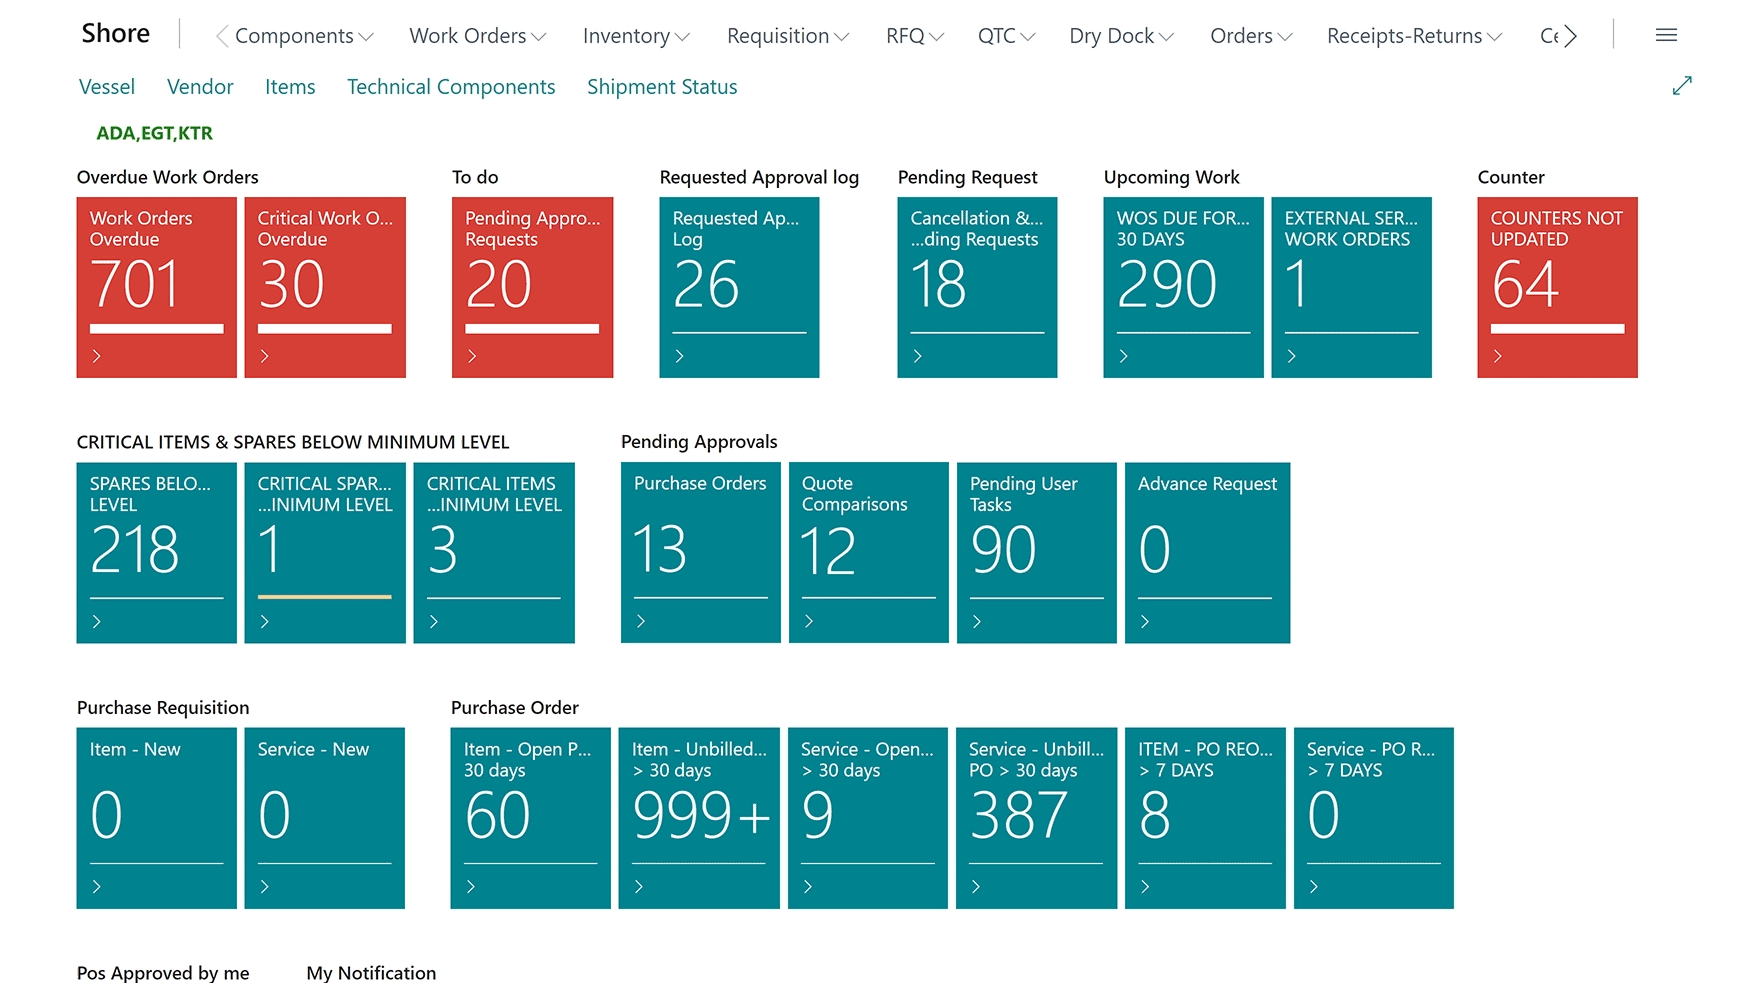 Shore
Components
Work Orders
Inventory
Requisition
RFQ
QTC
Dry Dock
Orders
Receipts-Returns
Vessel
Vendor
Items
Technical Components
Shipment Status
ADA,EGT,KTR
Overdue Work Orders
To do
Requested Approval log
Pending Request
Upcoming Work
Counter
Work Orders
Overdue
701
Critical Work O...
Overdue
30
Pending Appro...
Requests
20
Requested Ap...
Log
26
Cancellation &...
...ding Requests
18
WOS DUE FOR...
30 DAYS
290
EXTERNAL SER...
WORK ORDERS
1
COUNTERS NOT
UPDATED
64
CRITICAL ITEMS & SPARES BELOW MINIMUM LEVEL
Pending Approvals
SPARES BELO...
LEVEL
218
CRITICAL SPAR...
...INIMUM LEVEL
1
CRITICAL ITEMS
...INIMUM LEVEL
3
Purchase Orders
13
Quote
Comparisons
12
Pending User
Tasks
90
Advance Request
0
Purchase Requisition
Purchase Order
Item - New
0
Service - New
0
Item - Open P...
30 days
60
Item - Unbilled...
> 30 days
999+
Service - Open...
> 30 days
9
Service - Unbill...
PO > 30 days
387
ITEM - PO REO...
> 7 DAYS
8
Service - PO R...
> 7 DAYS
0
Pos Approved by me
My Notification